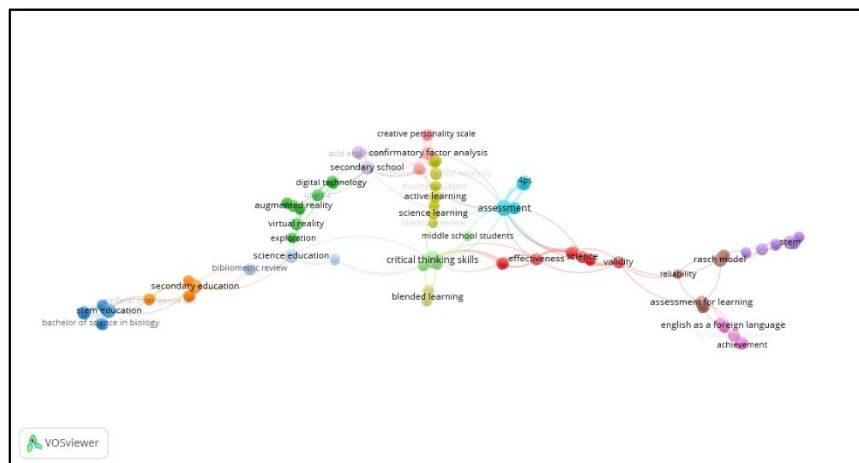 creative personality scale
confirmatory factor analysis
secondary school
4ps
digital technology
active learning
augmented reality
assessment
science learning
virtual reality
middle school students
exploration
science education
critical thinking skills
effectiveness
science
validity
stem
rasch model
bibliometric review
reliability
secondary education
blended learning
assessment for learning
stem education
bachelor of science in biology
english as a foreign language
achievement
VOSviewer